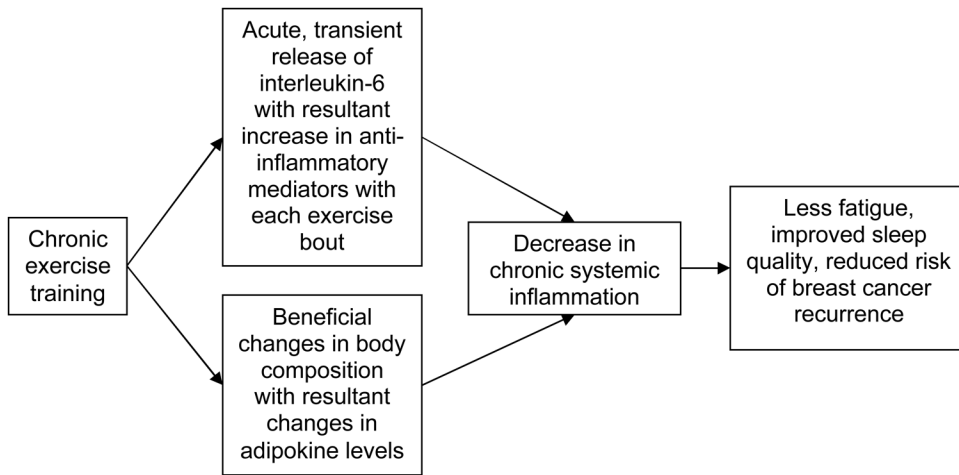 Chronic
exercise
training
Acute, transient
release of
interleukin-6
with resultant
increase in anti-
inflammatory
mediators with
each exercise
bout
Beneficial
changes in body
composition
with resultant
changes in
adipokine levels
Decrease in
chronic systemic
inflammation
Less fatigue,
improved sleep
quality, reduced risk
of breast cancer
recurrence